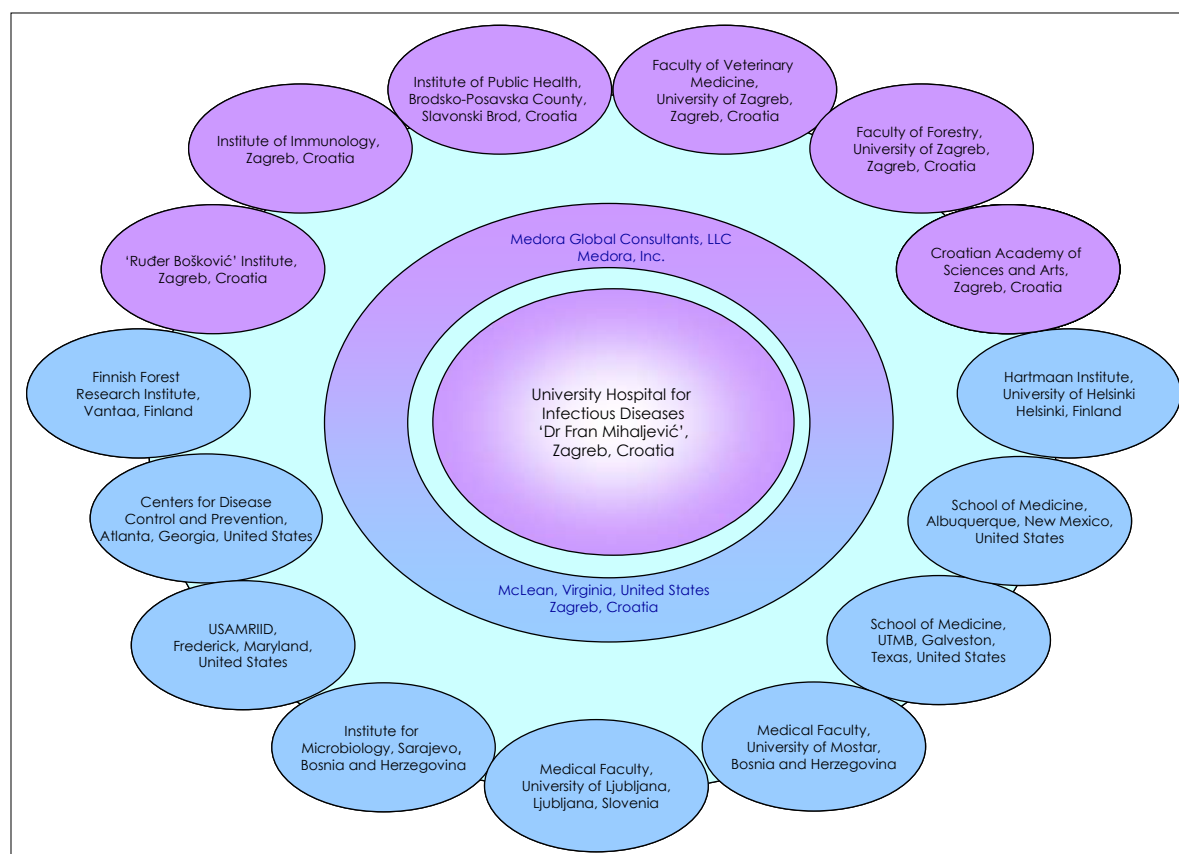 Institute of Public Health,
Brodsko-Posavska County,
Slavonski Brod, Croatia
Faculty of Veterinary
Medicine,
University of Zagreb,
Zagreb, Croatia
Institute of Immunology,
Zagreb, Croatia
Faculty of Forestry,
University of Zagreb,
Zagreb, Croatia
‘Ruđer Bošković’ Institute,
Zagreb, Croatia
Medora Global Consultants, LLC
Medora, Inc.
Croatian Academy of
Sciences and Arts,
Zagreb, Croatia
Finnish Forest
Research Institute,
Vantaa, Finland
University Hospital for
Infectious Diseases
‘Dr Fran Mihaljević’,
Zagreb, Croatia
Hartmaan Institute,
University of Helsinki
Helsinki, Finland
Centers for Disease
Control and Prevention,
Atlanta, Georgia, United States
School of Medicine,
Albuquerque, New Mexico,
United States
McLean, Virginia, United States
Zagreb, Croatia
USAMRIID,
Frederick, Maryland,
United States
School of Medicine,
UTMB, Galveston,
Texas, United States
Institute for
Microbiology, Sarajevo,
Bosnia and Herzegovina
Medical Faculty,
University of Ljubljana,
Ljubljana, Slovenia
Medical Faculty,
University of Mostar,
Bosnia and Herzegovina